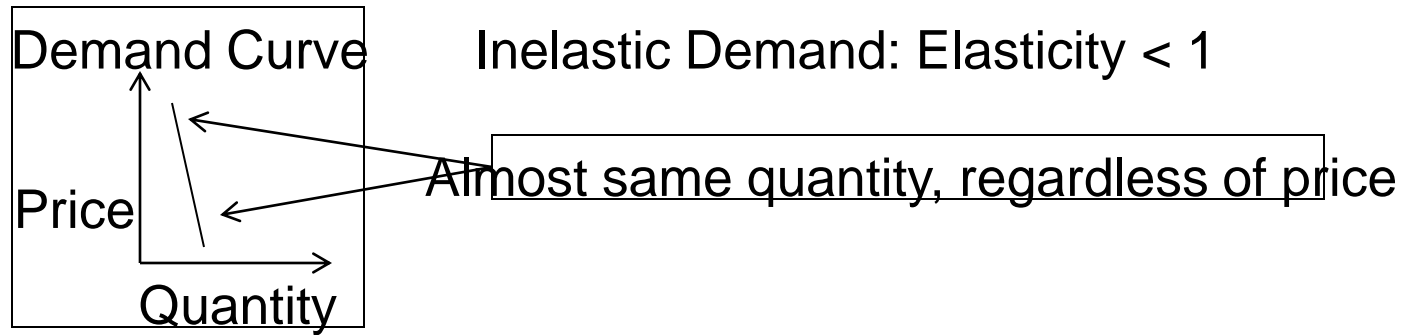 Demand Curve
Inelastic Demand: Elasticity < 1
Almost same quantity, regardless of price
Price
Quantity